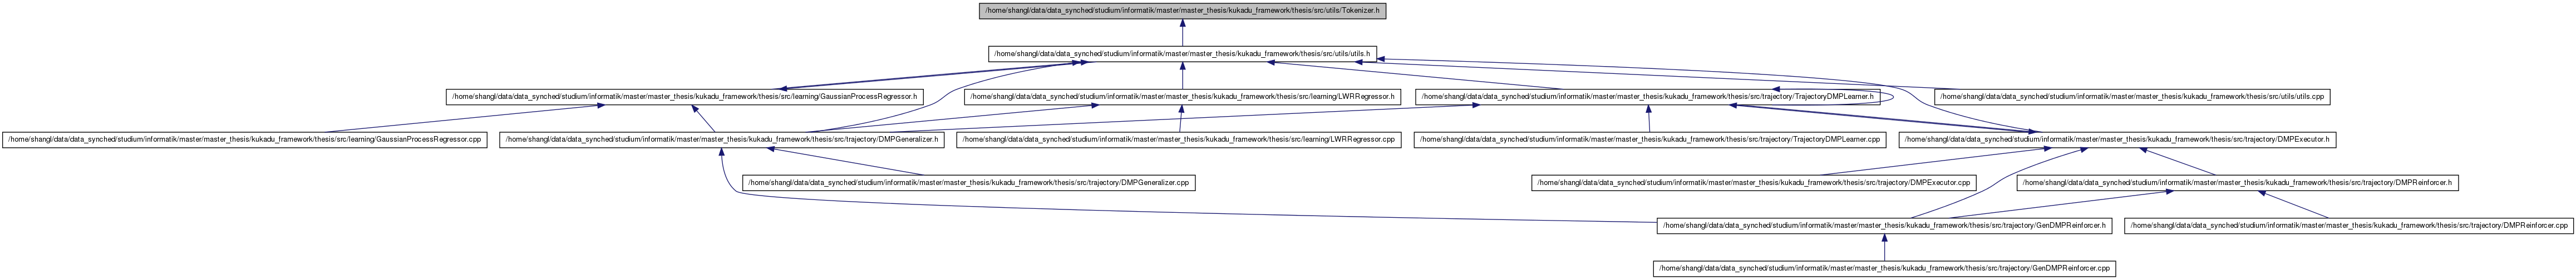 /home/shangl/data/data_synched/studium/informatik/master/master_thesis/kukadu_framework/thesis/src/utils/Tokenizer.h
/home/shangl/data/data_synched/studium/informatik/master/master_thesis/kukadu_framework/thesis/src/utils/utils.h
/home/shangl/data/data_synched/studium/informatik/master/master_thesis/kukadu_framework/thesis/src/learning/GaussianProcessRegressor.h
/home/shangl/data/data_synched/studium/informatik/master/master_thesis/kukadu_framework/thesis/src/learning/LWRRegressor.h
/home/shangl/data/data_synched/studium/informatik/master/master_thesis/kukadu_framework/thesis/src/trajectory/TrajectoryDMPLearner.h
/home/shangl/data/data_synched/studium/informatik/master/master_thesis/kukadu_framework/thesis/src/utils/utils.cpp
/home/shangl/data/data_synched/studium/informatik/master/master_thesis/kukadu_framework/thesis/src/learning/GaussianProcessRegressor.cpp
/home/shangl/data/data_synched/studium/informatik/master/master_thesis/kukadu_framework/thesis/src/trajectory/DMPGeneralizer.h
/home/shangl/data/data_synched/studium/informatik/master/master_thesis/kukadu_framework/thesis/src/learning/LWRRegressor.cpp
/home/shangl/data/data_synched/studium/informatik/master/master_thesis/kukadu_framework/thesis/src/trajectory/TrajectoryDMPLearner.cpp
/home/shangl/data/data_synched/studium/informatik/master/master_thesis/kukadu_framework/thesis/src/trajectory/DMPExecutor.h
/home/shangl/data/data_synched/studium/informatik/master/master_thesis/kukadu_framework/thesis/src/trajectory/DMPGeneralizer.cpp
/home/shangl/data/data_synched/studium/informatik/master/master_thesis/kukadu_framework/thesis/src/trajectory/DMPExecutor.cpp
/home/shangl/data/data_synched/studium/informatik/master/master_thesis/kukadu_framework/thesis/src/trajectory/DMPReinforcer.h
/home/shangl/data/data_synched/studium/informatik/master/master_thesis/kukadu_framework/thesis/src/trajectory/GenDMPReinforcer.h
/home/shangl/data/data_synched/studium/informatik/master/master_thesis/kukadu_framework/thesis/src/trajectory/DMPReinforcer.cpp
/home/shangl/data/data_synched/studium/informatik/master/master_thesis/kukadu_framework/thesis/src/trajectory/GenDMPReinforcer.cpp